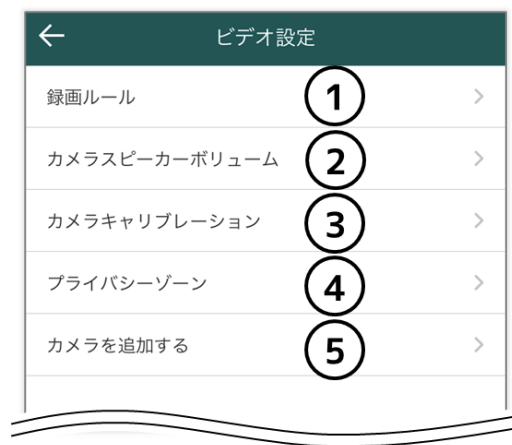 ビデオ設定
録画ルール 1
カメラスピーカーボリューム 2
カメラキャリブレーション 3
プライバシーゾーン 4
カメラを追加する 5